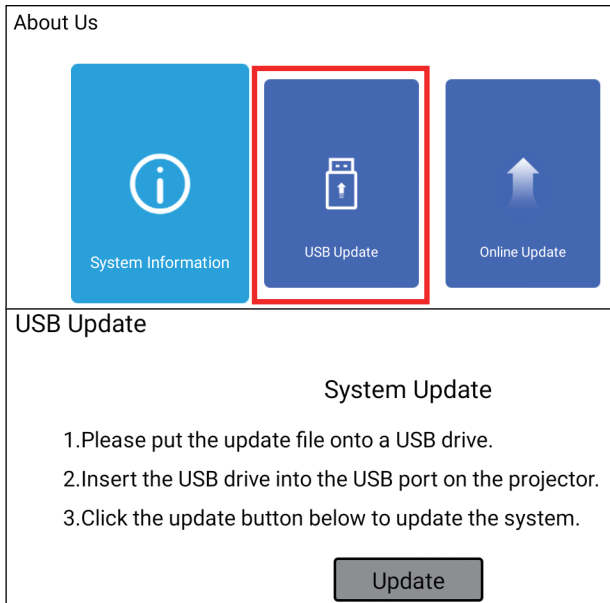 About Us
System Information
USB Update
Online Update
USB Update
System Update
1.Please put the update file onto a USB drive.
2.Insert the USB drive into the USB port on the projector.
3.Click the update button below to update the system.
Update